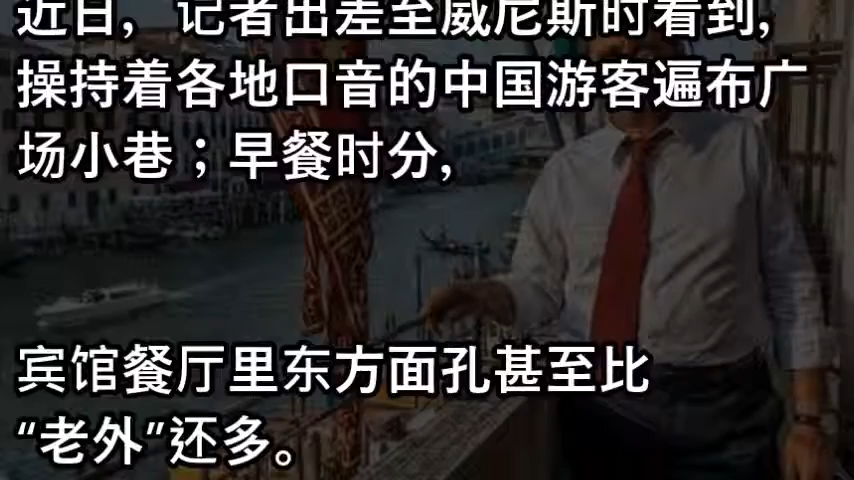 近日，记者出差至威尼斯时看到,
操持着各地口音的中国游客遍布广
场小巷；早餐时分,
宾馆餐厅里东方面孔甚至比
“老外”还多。